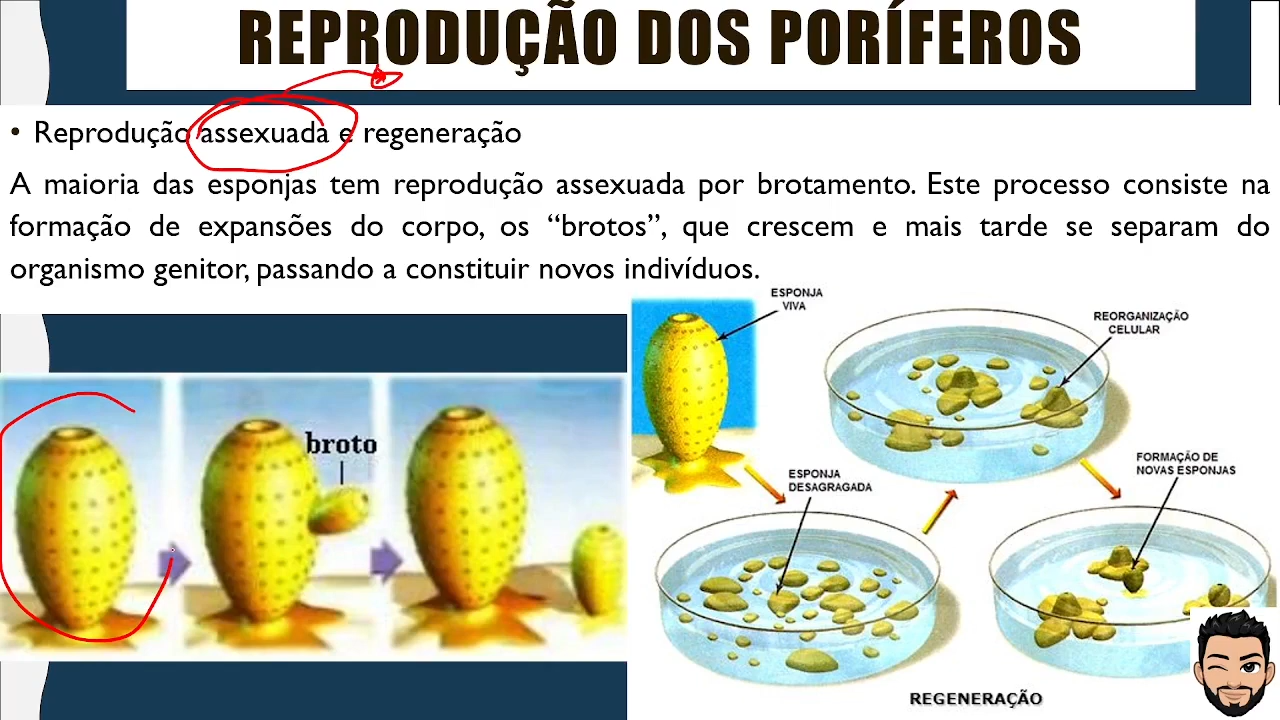 REPRODUÇÃO DOS PORÍFEROS
• Reprodução assexuada e regeneração
A maioria das esponjas tem reprodução assexuada por brotamento. Este processo consiste na
formação de expansões do corpo, os “brotos”, que crescem e mais tarde se separam do
organismo genitor, passando a constituir novos indivíduos.
broto
ESPONJA
VIVA
REORGANIZAÇÃO
CELULAR
ESPONJA
DESAGRAGADA
FORMAÇÃO DE
NOVAS ESPONJAS
REGENERAÇÃO